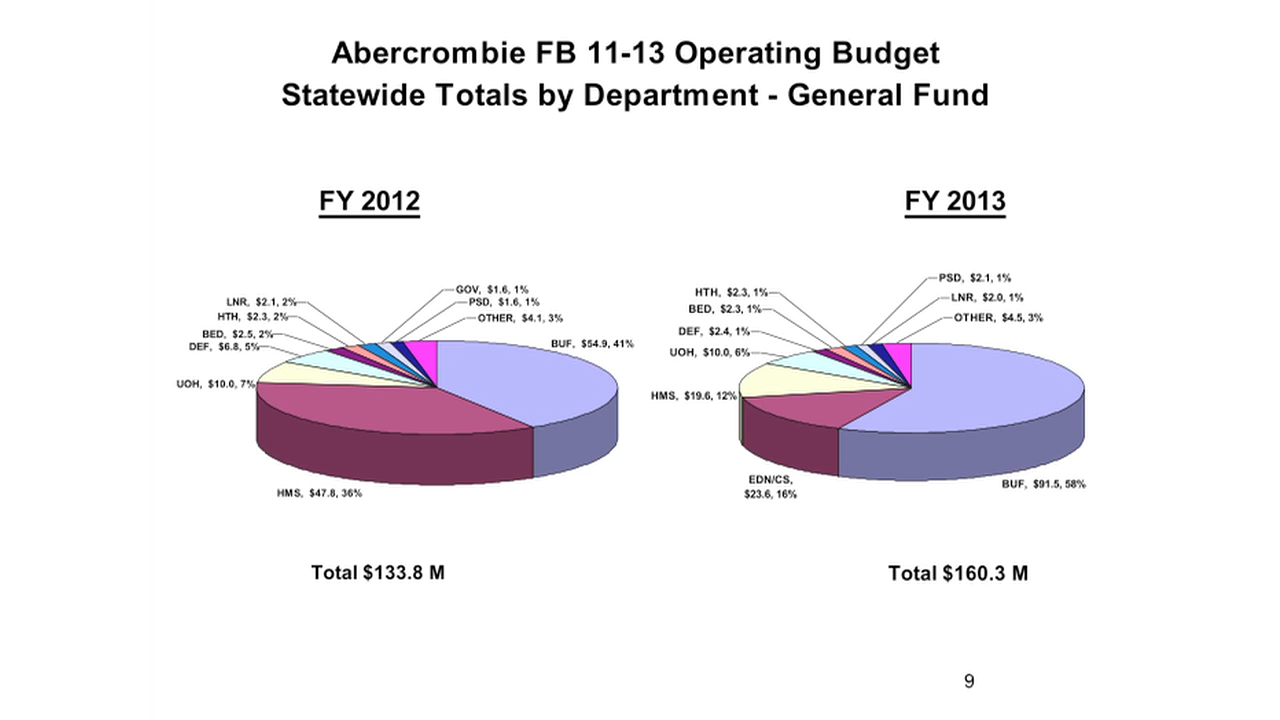 Abercrombie FB 11-13 Operating Budget
Statewide Totals by Department - General Fund
FY 2012
GOV, $1.6, 1%
LNR, $2.1, 2%
PSD, $1.6, 1%
HTH, $2.3, 2%
OTHER, $4.1, 3%
BED, $2.5, 2%
BUF, $54.9, 41%
DEF, $6.8, 5%
UOH, $10.0, 7%
HMS, $47.8, 36%
Total $133.8 M
FY 2013
PSD, $2.1, 1%
HTH, $2.3, 1%
LNR, $2.0, 1%
BED, $2.3, 1%
OTHER, $4.5, 3%
DEF, $2.4, 1%
UOH, $10.0, 6%
HMS, $19.6, 12%
EDN/CS,
$23.6, 16%
BUF, $91.5, 58%
Total $160.3 M
9